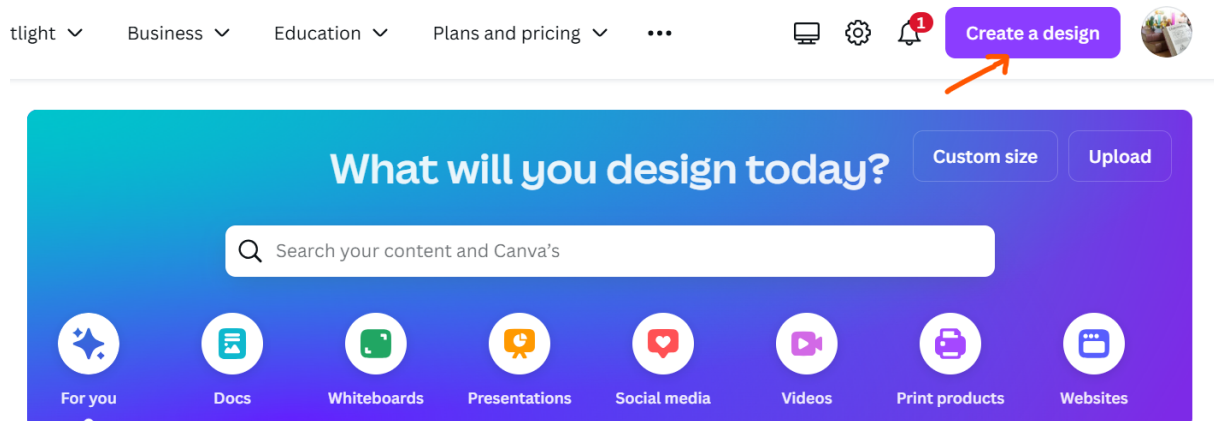 tlight
Business
Education
Plans and pricing
1
Create a design
What will you design today?
Custom size
Upload
Search your content and Canva's
For you
Docs
Whiteboards
Presentations
Social media
Videos
Print products
Websites